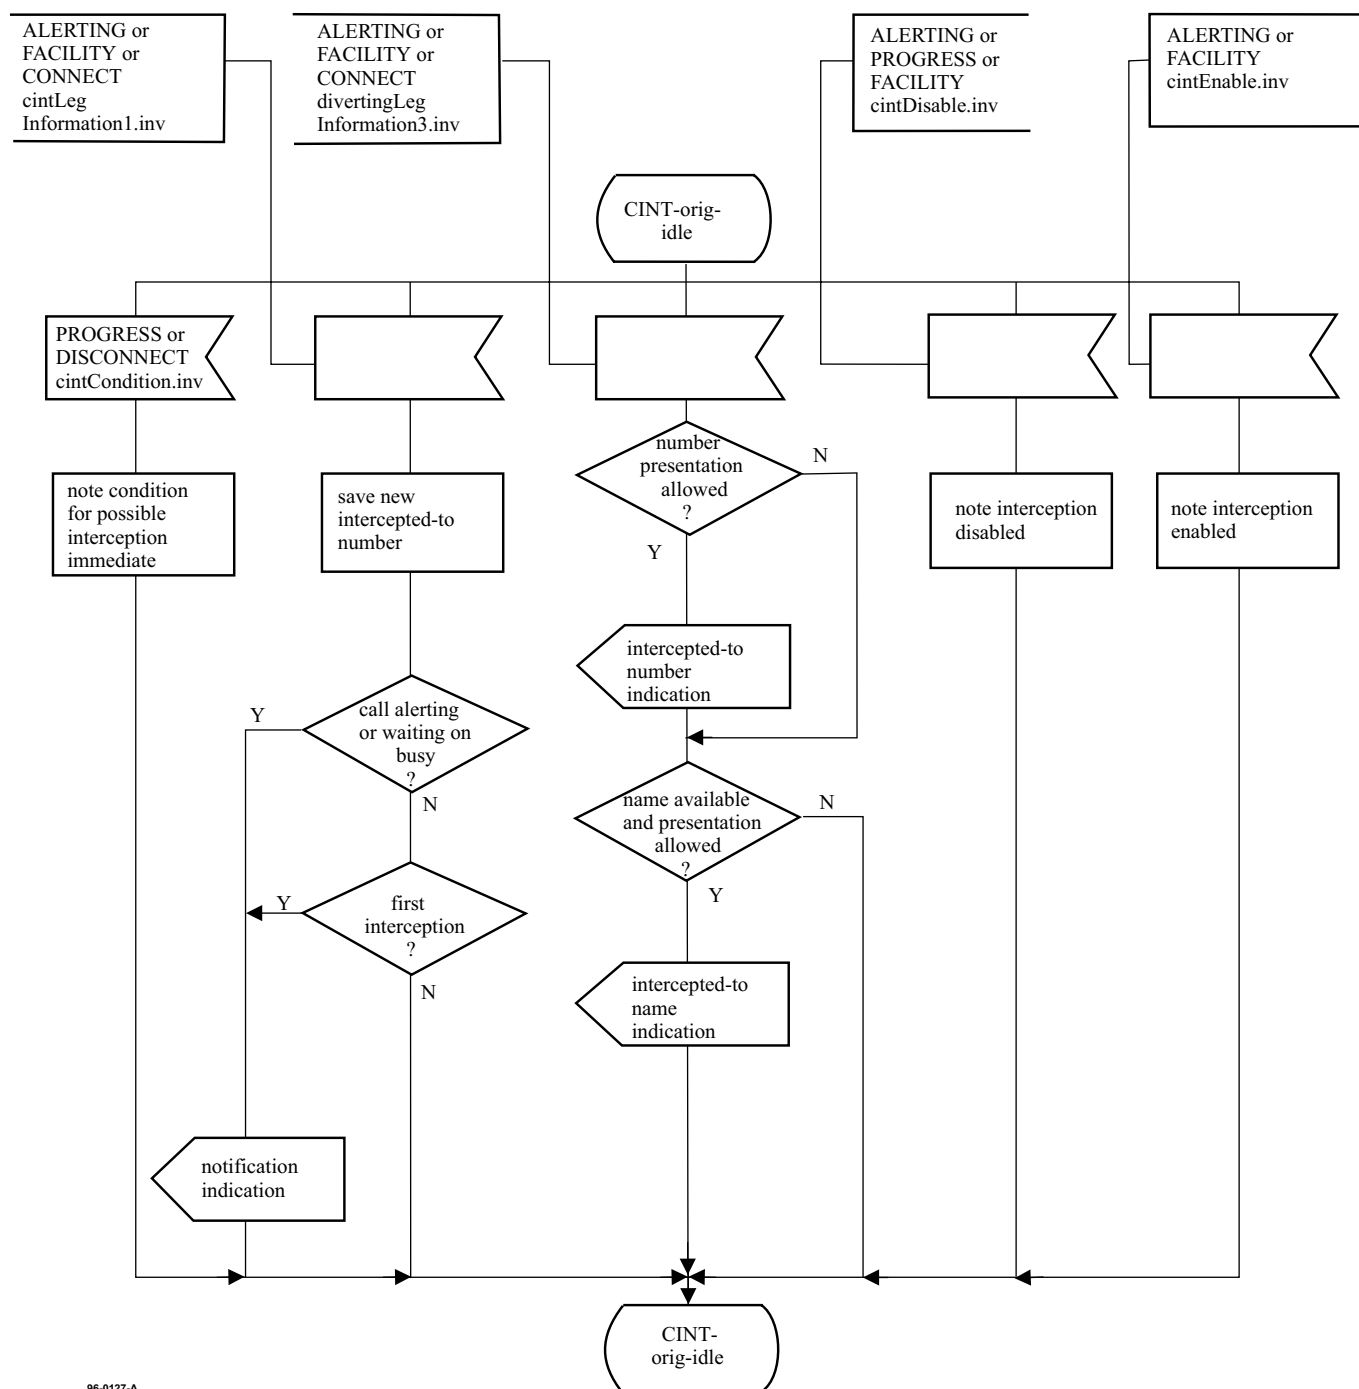 ALERTING or
FACILITY or
CONNECT
cintLeg
Information1.inv
ALERTING or
FACILITY or
CONNECT
divertingLeg
Information3.inv
ALERTING or
PROGRESS or
FACILITY
cintDisable.inv
ALERTING or
FACILITY
cintEnable.inv
CINT-orig-
idle
PROGRESS or
DISCONNECT
cintCondition.inv
note condition
for possible
interception
immediate
save new
intercepted-to
number
number
presentation
allowed
?
N
Y
note interception
disabled
note interception
enabled
intercepted-to
number
indication
call alerting
or waiting on
busy
?
Y
N
name available
and presentation
allowed
?
N
Y
first
interception
?
Y
N
intercepted-to
name
indication
notification
indication
CINT-
orig-idle
96-0127-A